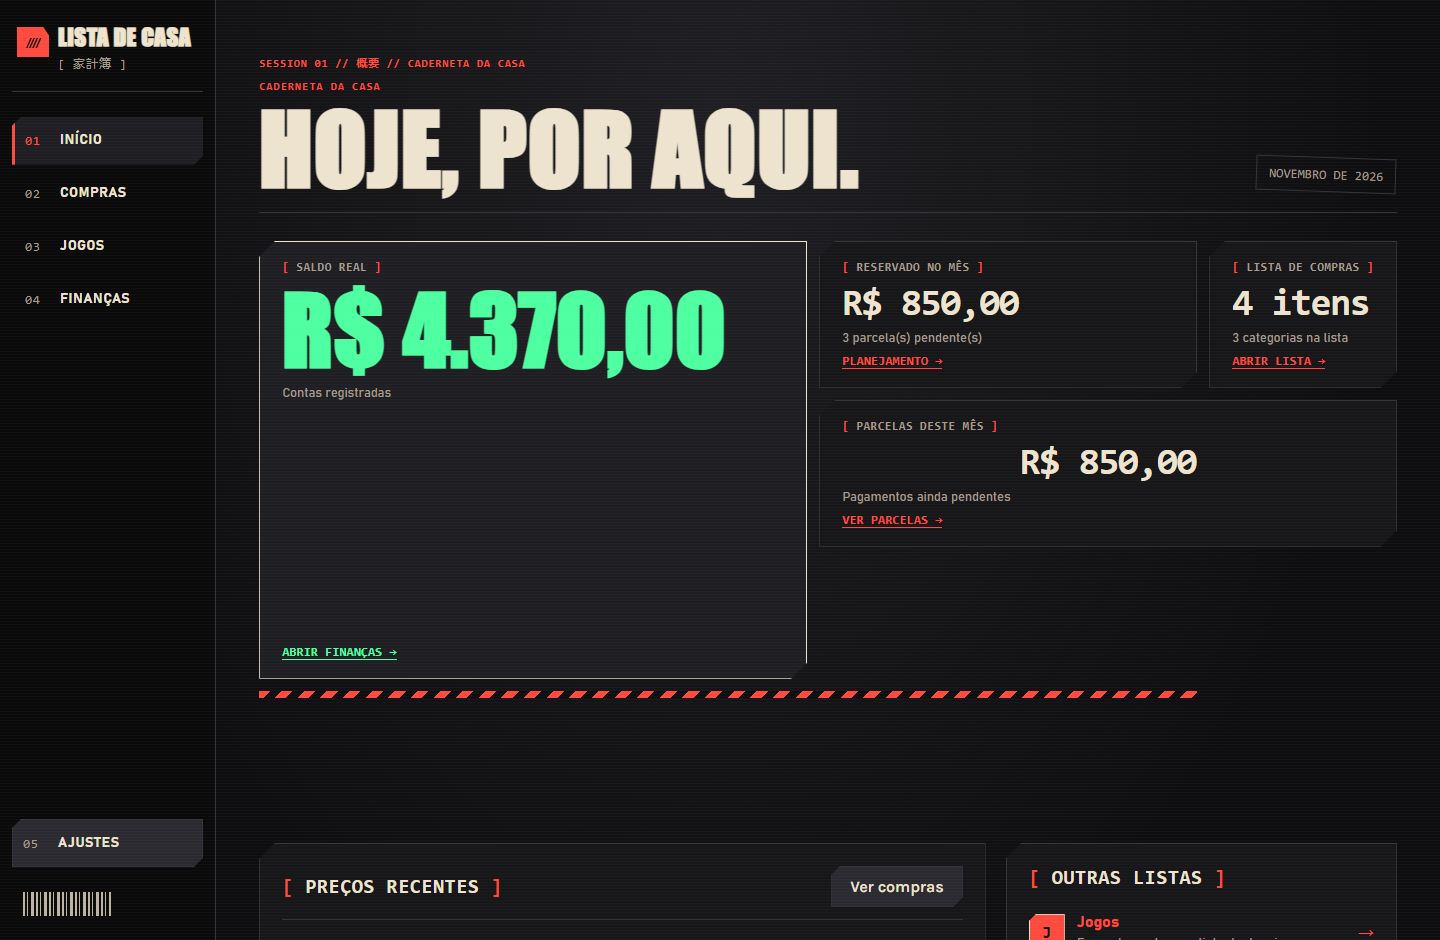 LISTA DE CASA
[ 家計簿 ]
01 INÍCIO
02 COMPRAS
03 JOGOS
04 FINANÇAS
05 AJUSTES
SESSION 01 // 概要 // CADERNETA DA CASA
CADERNETA DA CASA
HOJE, POR AQUI.
NOVEMBRO DE 2026
[ SALDO REAL ]
R$ 4.370,00
Contas registradas
ABRIR FINANÇAS →
[ RESERVADO NO MÊS ]
R$ 850,00
3 parcela(s) pendente(s)
PLANEJAMENTO →
[ LISTA DE COMPRAS ]
4 itens
3 categorias na lista
ABRIR LISTA →
[ PARCELAS DESTE MÊS ]
R$ 850,00
Pagamentos ainda pendentes
VER PARCELAS →
[ PREÇOS RECENTES ]
Ver compras
[ OUTRAS LISTAS ]
J
Jogos
→